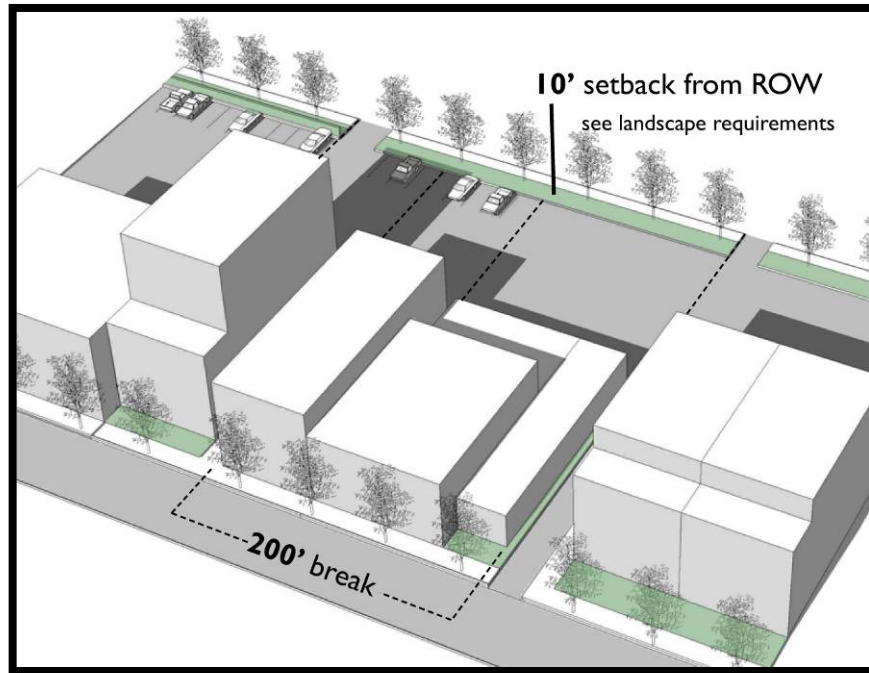 10’ setback from ROW
see landscape requirements
200’ break